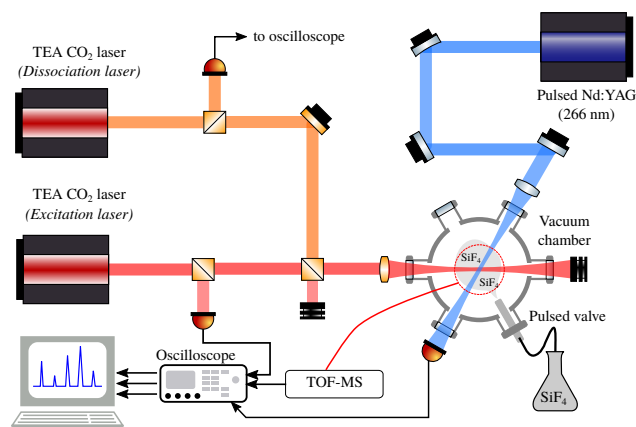 TEA CO₂ laser
(Dissociation laser)
to oscilloscope
Pulsed Nd:YAG
(266 nm)
TEA CO₂ laser
(Excitation laser)
Vacuum
chamber
SiF₄
SiF₄
Pulsed valve
Oscilloscope
TOF-MS
SiF₄